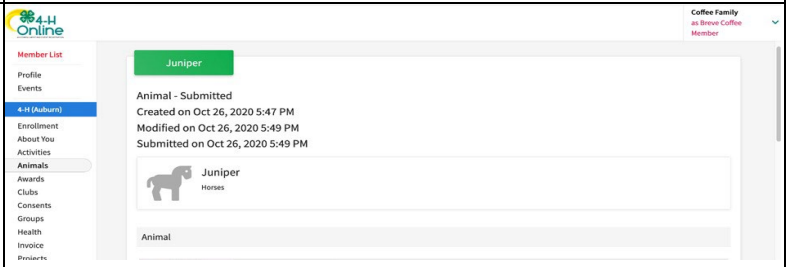 4-H
Online
Coffee Family
as Breve Coffee
Member
Member List
Profile
Events
4-H (Auburn)
Enrollment
About You
Activities
Animals
Awards
Clubs
Consents
Groups
Health
Invoice
Projects
Juniper
Animal - Submitted
Created on Oct 26, 2020 5:47 PM
Modified on Oct 26, 2020 5:49 PM
Submitted on Oct 26, 2020 5:49 PM
Juniper
Horses
Animal